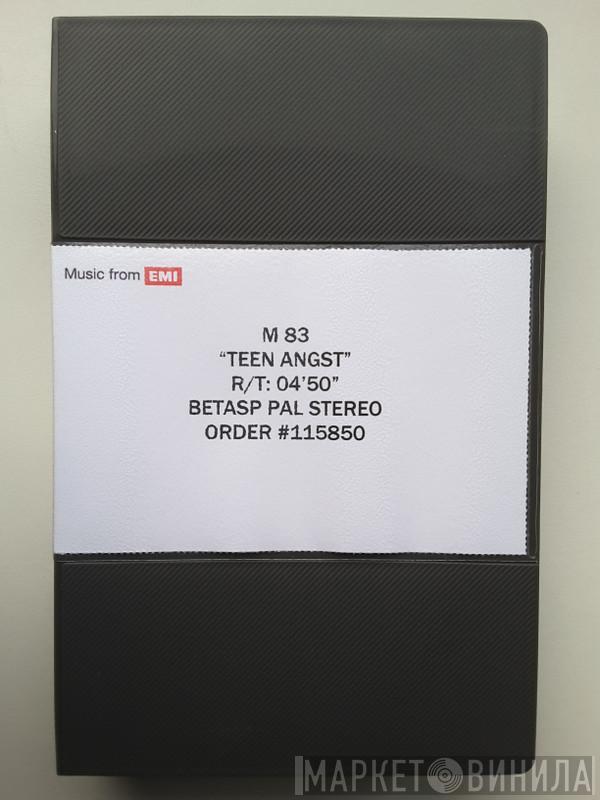 Music from EMI
M 83
“TEEN ANGST”
R/T: 04’50”
BETASP PAL STEREO
ORDER #115850
МАРКЕТ ВИНИЛА